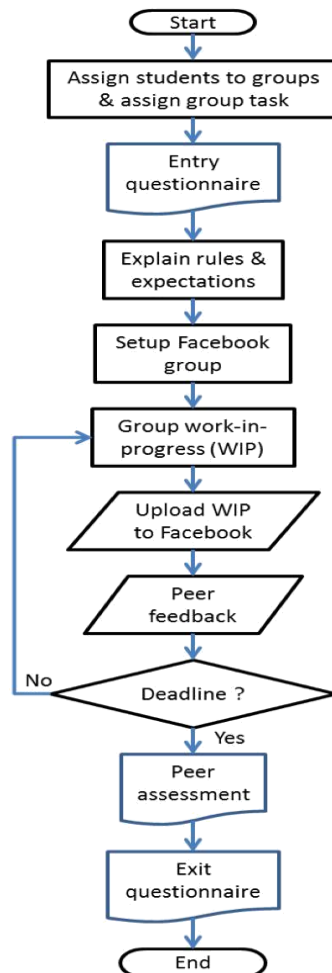 Start
Assign students to groups
& assign group task
Entry
questionnaire
Explain rules &
expectations
Setup Facebook
group
Group work-in-
progress (WIP)
Upload WIP
to Facebook
Peer
feedback
No
Deadline ?
Yes
Peer
assessment
Exit
questionnaire
End